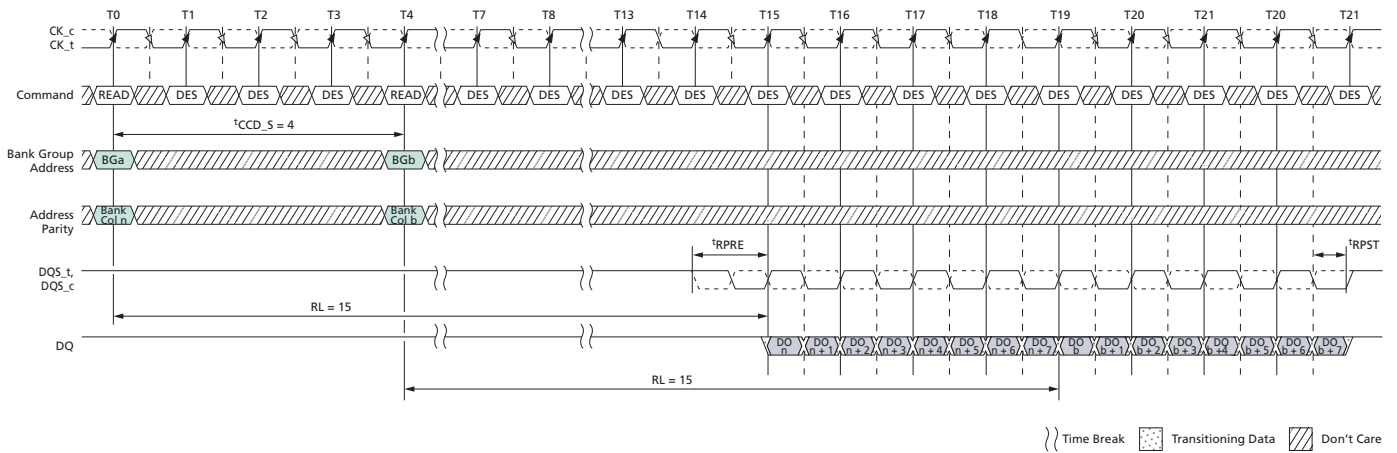 T0 T1 T2 T3 T4 T7 T8 T13 T14 T15 T16 T17 T18 T19 T20 T21 T20 T21
CK_c
CK_t
Command READ DES DES DES READ DES DES DES DES DES DES DES DES DES DES DES DES DES
tCCD_S = 4
Bank Group
Address
BGa BGb
Address
Parity
Bank
Col n
Bank
Col b
tRPRE tRPST
DQS_t,
DQS_c
RL = 15
DQ
DO
n
DO
n + 1
DO
n + 2
DO
n + 3
DO
n + 4
DO
n + 5
DO
n + 6
DO
n + 7
DO
b
DO
b + 1
DO
b + 2
DO
b + 3
DO
b + 4
DO
b + 5
DO
b + 6
DO
b + 7
RL = 15
Time Break Transitioning Data Don't Care